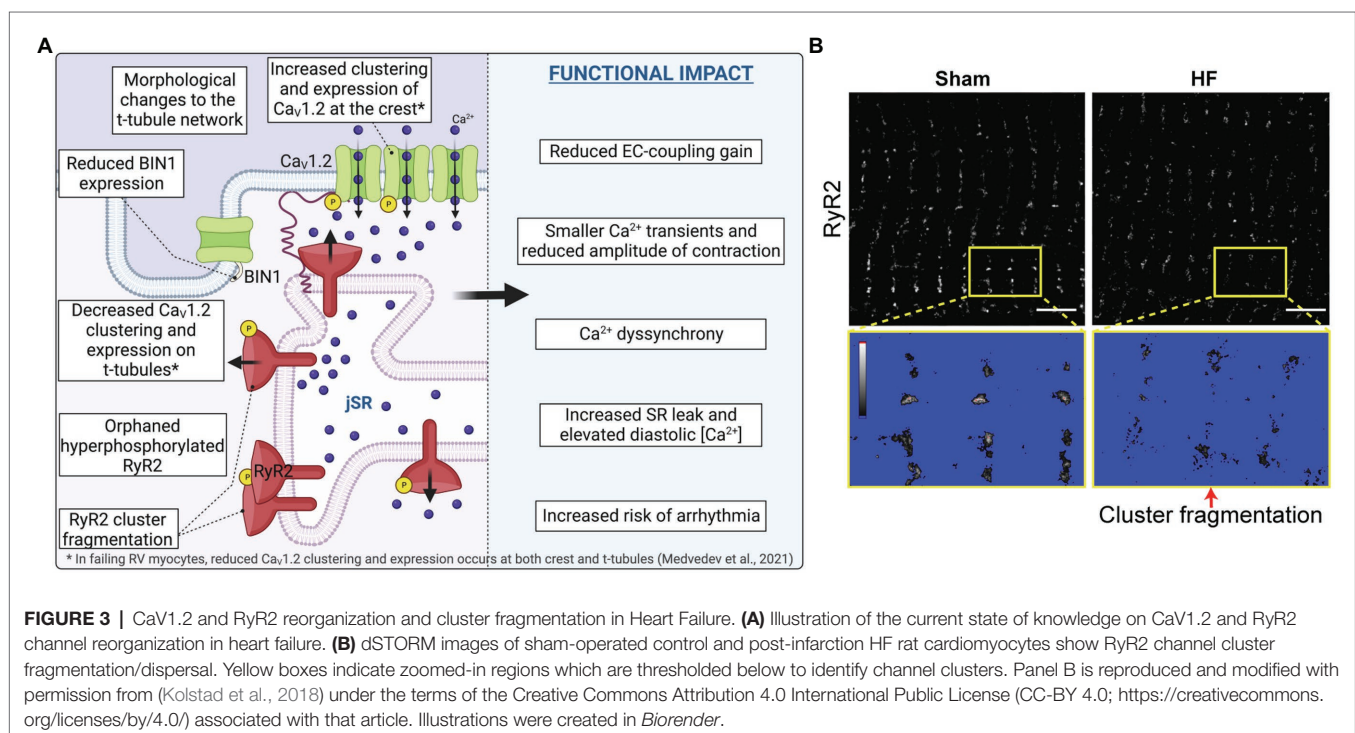 A
Morphological
changes to the
t-tubule network
Increased clustering
and expression of
CaV1.2 at the crest*
Ca²⁺
CaV1.2
Reduced BIN1
expression
P
P
BIN1
Decreased CaV1.2
clustering and
expression on
t-tubules*
P
jSR
Orphaned
hyperphosphorylated
RyR2
P
RyR2
P
RyR2 cluster
fragmentation
* In failing RV myocytes, reduced CaV1.2 clustering and expression occurs at both crest and t-tubules (Medvedev et al., 2021)
FUNCTIONAL IMPACT
Reduced EC-coupling gain
Smaller Ca²⁺ transients and
reduced amplitude of contraction
Ca²⁺ dyssynchrony
Increased SR leak and
elevated diastolic [Ca²⁺]
Increased risk of arrhythmia
B
Sham
HF
RyR2
Cluster fragmentation
FIGURE 3 | CaV1.2 and RyR2 reorganization and cluster fragmentation in Heart Failure. (A) Illustration of the current state of knowledge on CaV1.2 and RyR2
channel reorganization in heart failure. (B) dSTORM images of sham-operated control and post-infarction HF rat cardiomyocytes show RyR2 channel cluster
fragmentation/dispersal. Yellow boxes indicate zoomed-in regions which are thresholded below to identify channel clusters. Panel B is reproduced and modified with
permission from (Kolstad et al., 2018) under the terms of the Creative Commons Attribution 4.0 International Public License (CC-BY 4.0; https://creativecommons.
org/licenses/by/4.0/) associated with that article. Illustrations were created in Biorender.